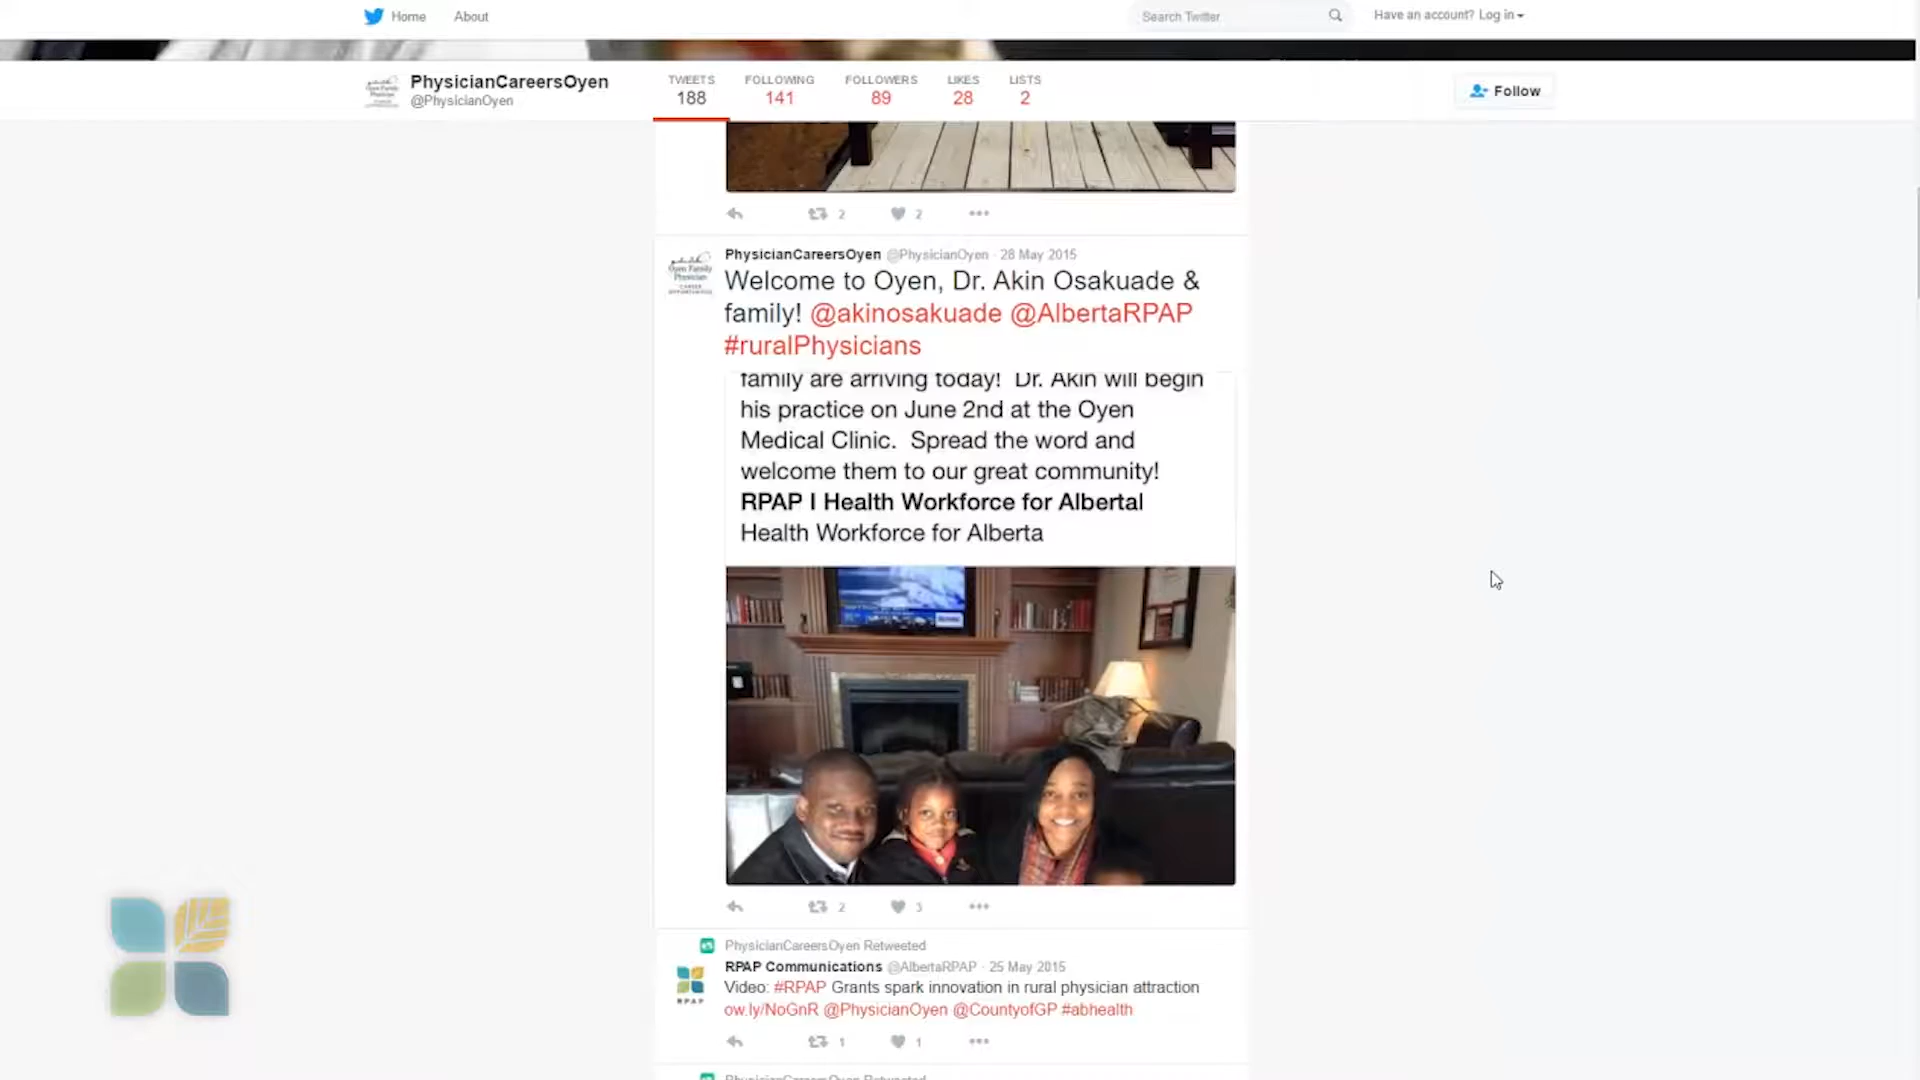 Home About Search Twitter Have an account? Log in
PhysicianCareersOyen
@PhysicianOyen
TWEETS FOLLOWING FOLLOWERS LIKES LISTS
188 141 89 28 2
Follow
2 2
PhysicianCareersOyen @PhysicianOyen · 28 May 2015
Welcome to Oyen, Dr. Akin Osakuade &
family! @akinosakuade @AlbertaRPAP
#ruralPhysicians
family are arriving today! Dr. Akin will begin
his practice on June 2nd at the Oyen
Medical Clinic. Spread the word and
welcome them to our great community!
RPAP I Health Workforce for Albertal
Health Workforce for Alberta
2 3
PhysicianCareersOyen Retweeted
RPAP Communications @AlbertaRPAP · 25 May 2015
Video: #RPAP Grants spark innovation in rural physician attraction
ow.ly/NoGnR @PhysicianOyen @CountyofGP #abhealth
RPAP
1 1
PhysicianCareersOyen Retweeted